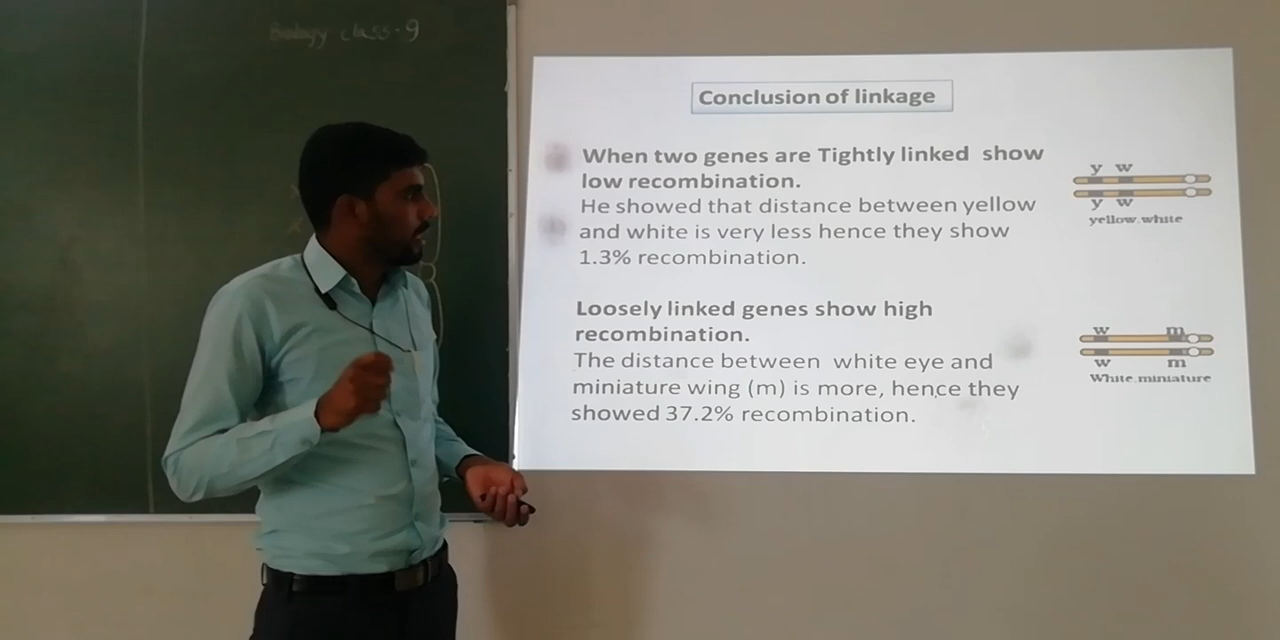 Biology class-9
Conclusion of linkage
When two genes are Tightly linked show
low recombination.
He showed that distance between yellow
and white is very less hence they show
1.3% recombination.
Loosely linked genes show high
recombination.
The distance between white eye and
miniature wing (m) is more, hence they
showed 37.2% recombination.
y w
y w
yellow.white
w m
w m
White.miniature